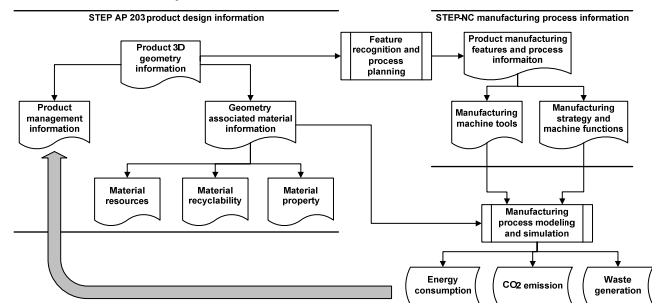 STEP AP 203 product design information
STEP-NC manufacturing process information
Product 3D
geometry
information
Feature
recognition and
process
planning
Product manufacturing
features and process
informaiton
Product
management
information
Geometry
associated material
information
Manufacturing
machine tools
Manufacturing
strategy and
machine functions
Material
resources
Material
recyclability
Material
property
Manufacturing
process modeling
and simulation
Energy
consumption
CO2 emission
Waste
generation